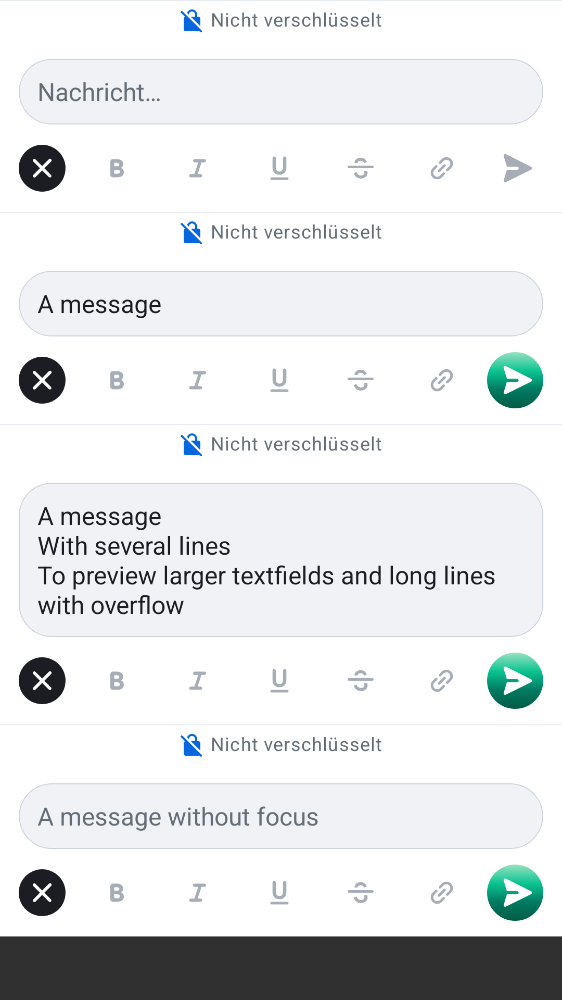 Nicht verschlüsselt
Nachricht…
B I U S
Nicht verschlüsselt
A message
B I U S
Nicht verschlüsselt
A message
With several lines
To preview larger textfields and long lines
with overflow
B I U S
Nicht verschlüsselt
A message without focus
B I U S